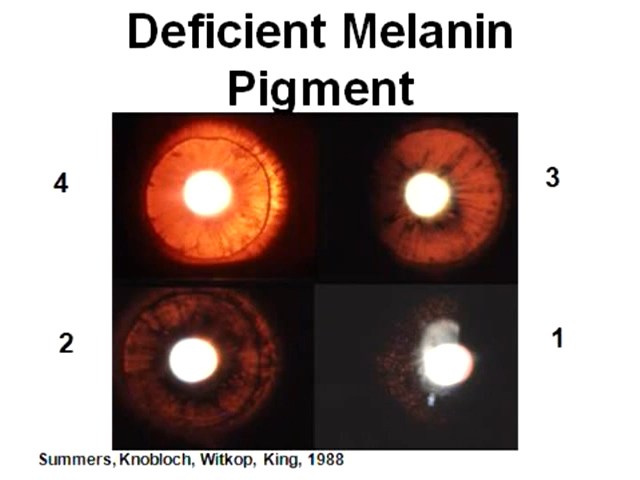 Deficient Melanin
Pigment
4
3
2
1
Summers, Knobloch, Witkop, King, 1988